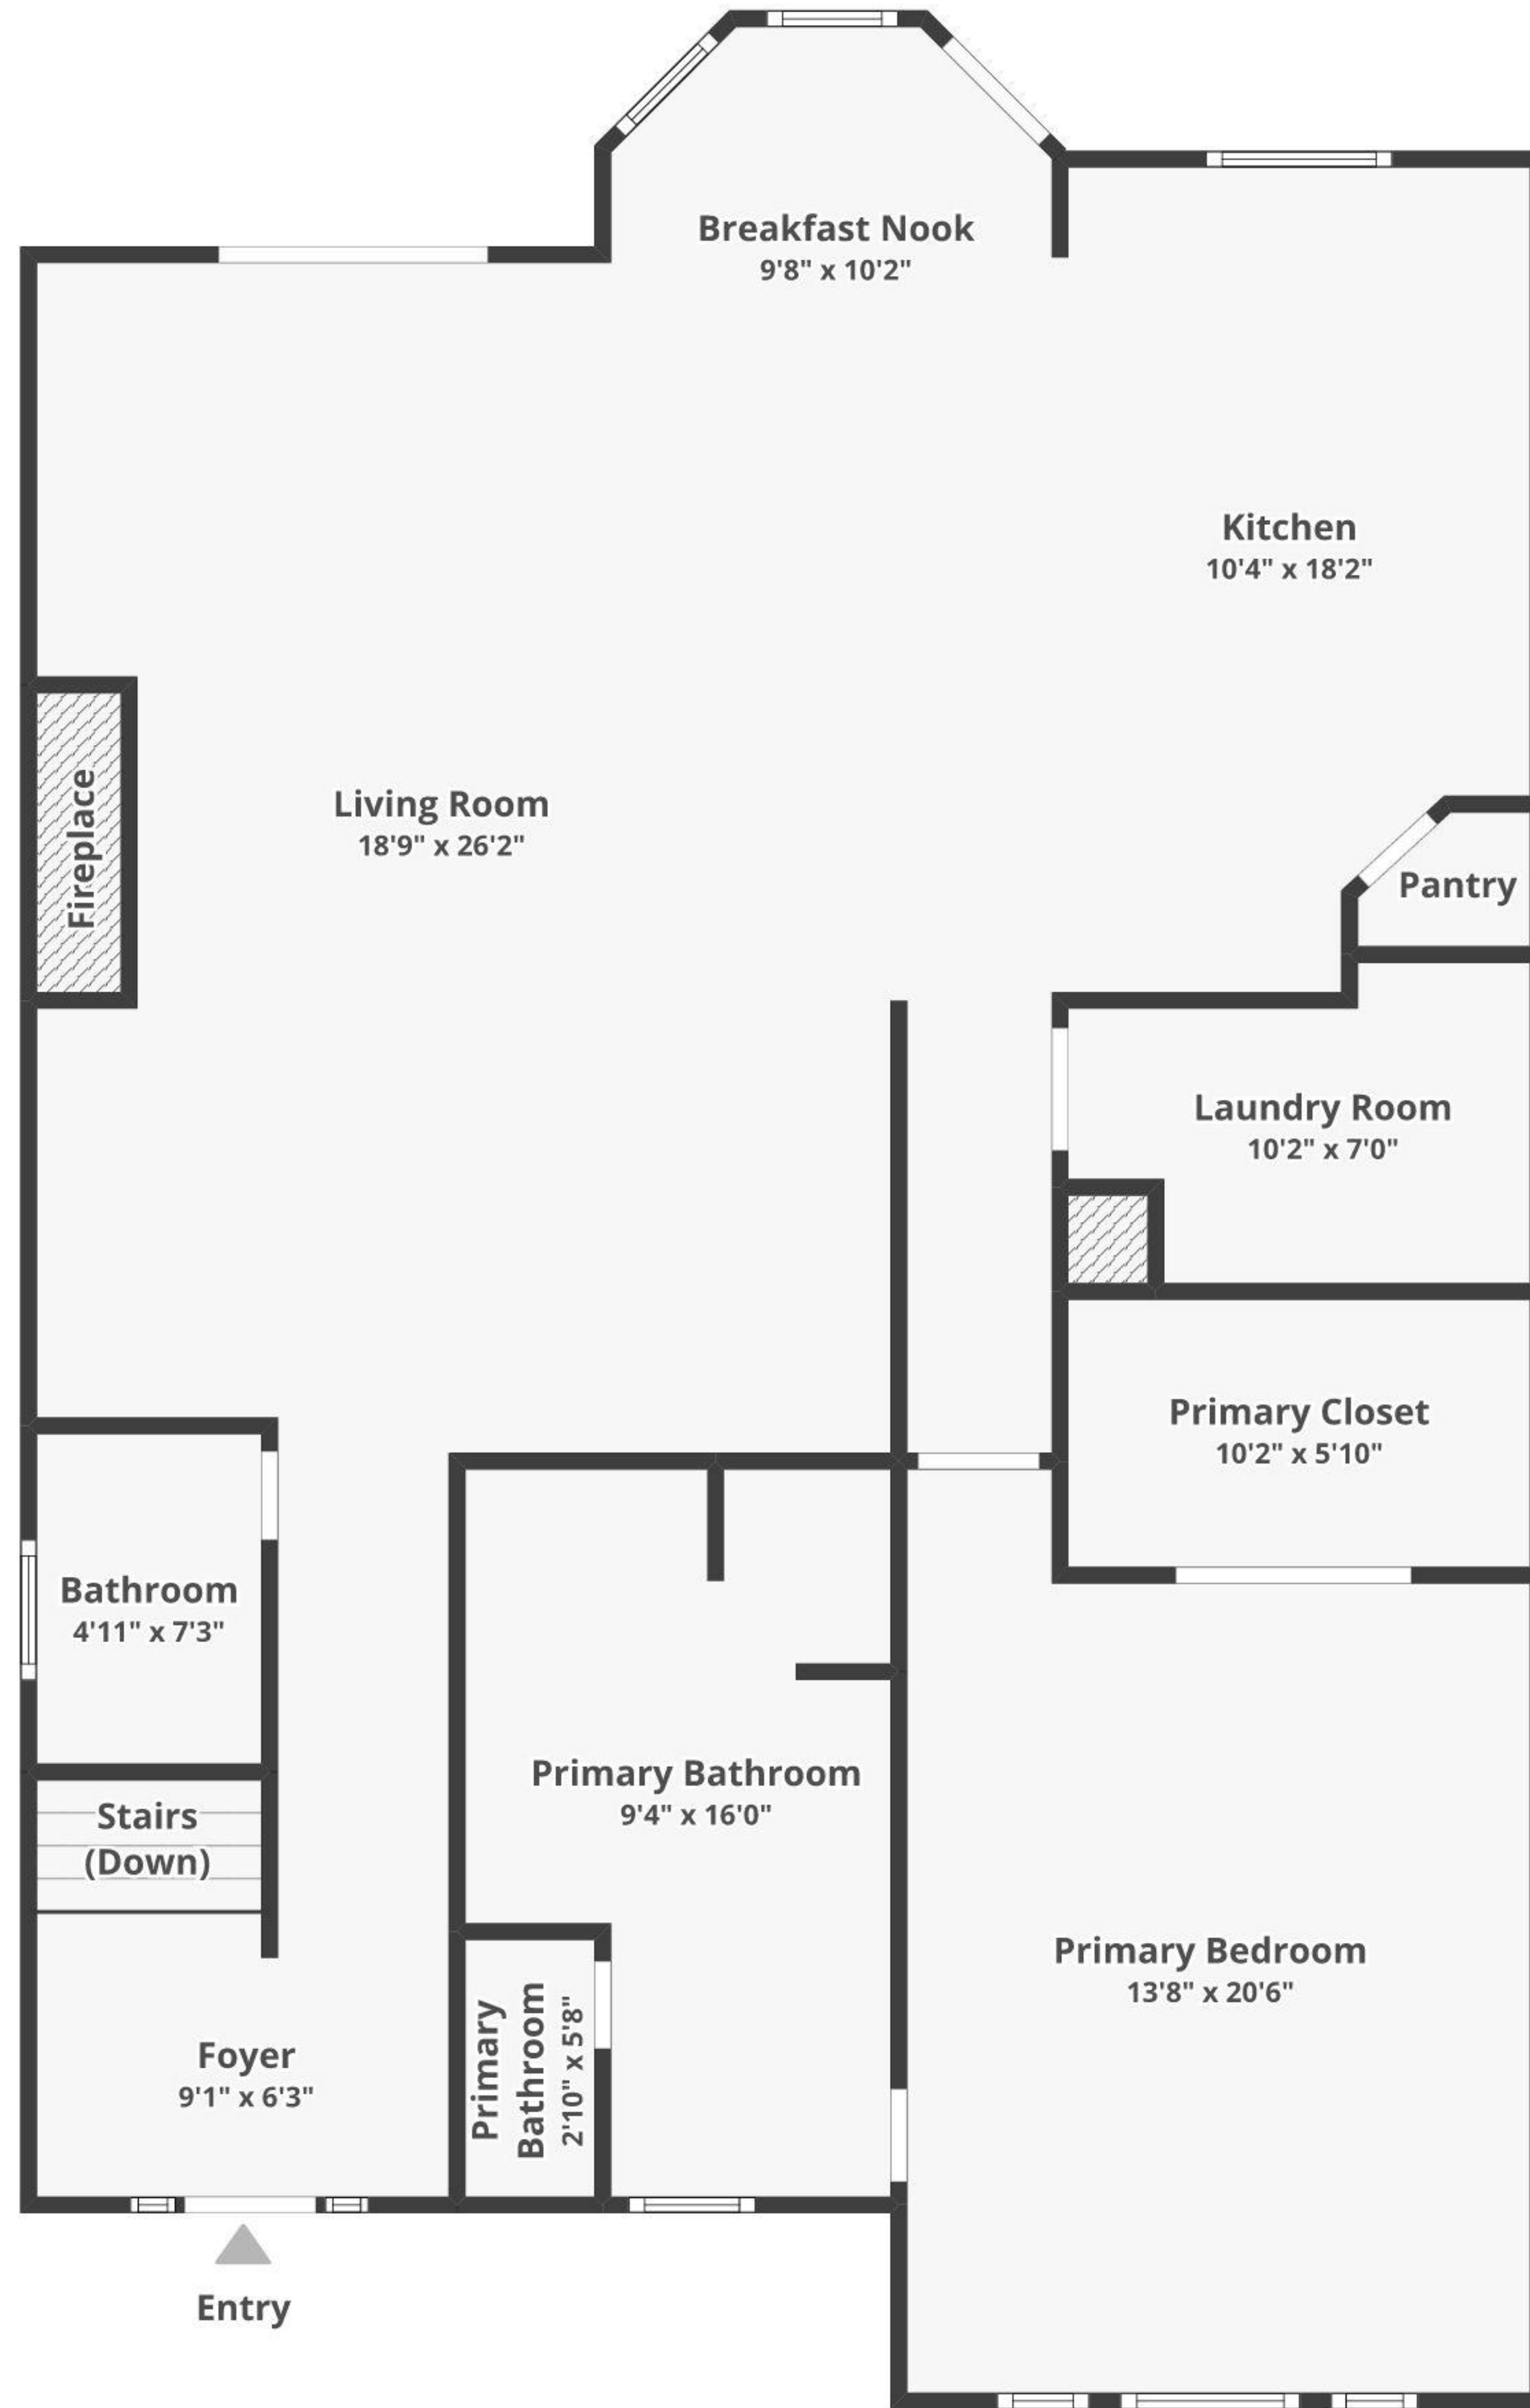 Breakfast Nook
9'8" x 10'2"
Kitchen
10'4" x 18'2"
Living Room
18'9" x 26'2"
Fireplace
Pantry
Laundry Room
10'2" x 7'0"
Primary Closet
10'2" x 5'10"
Bathroom
4'11" x 7'3"
Primary Bathroom
9'4" x 16'0"
Stairs
(Down)
Primary Bedroom
13'8" x 20'6"
Foyer
9'1" x 6'3"
Primary
Bathroom
2'10" x 5'8"
Entry